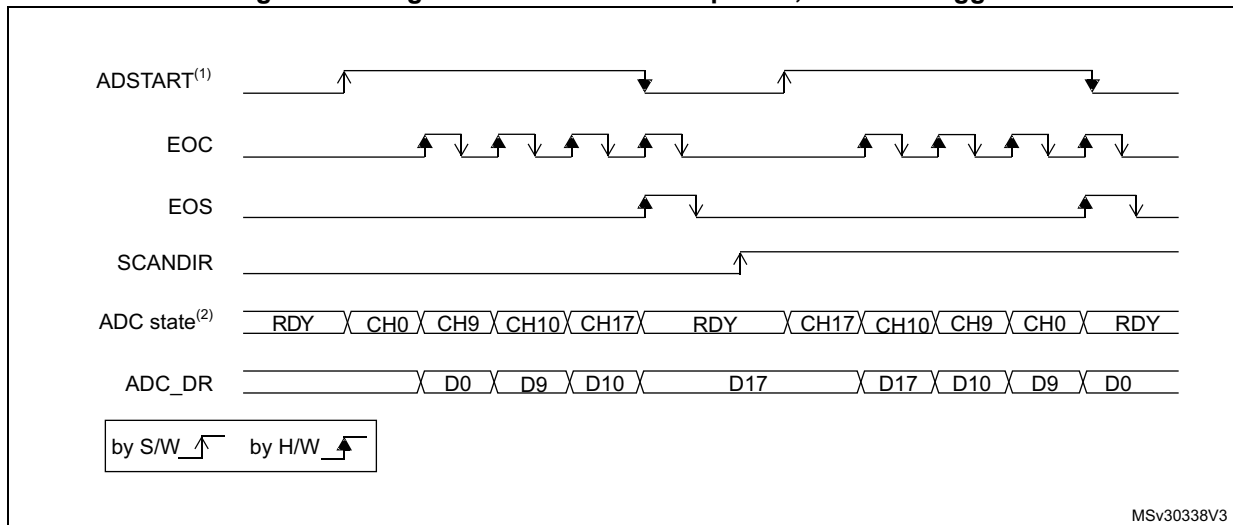 ADSTART(1)
EOC
EOS
SCANDIR
ADC state(2) RDY CH0 CH9 CH10 CH17 RDY CH17 CH10 CH9 CH0 RDY
ADC_DR D0 D9 D10 D17 D17 D10 D9 D0
by S/W by H/W
MSv30338V3